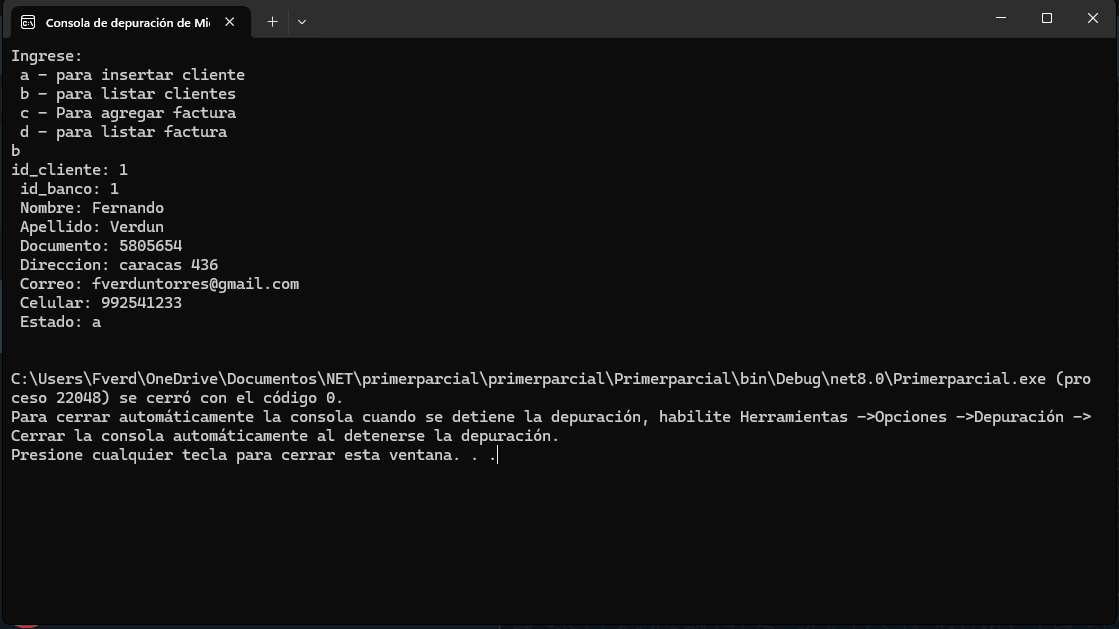 Consola de depuración de Mi
Ingrese:
a - para insertar cliente
b - para listar clientes
c - Para agregar factura
d - para listar factura
b
id_cliente: 1
id_banco: 1
Nombre: Fernando
Apellido: Verdun
Documento: 5805654
Direccion: caracas 436
Correo: fverduntorres@gmail.com
Celular: 992541233
Estado: a
C:\Users\Fverd\OneDrive\Documentos\NET\primerparcial\primerparcial\Primerparcial\bin\Debug\net8.0\Primerparcial.exe (pro
ceso 22048) se cerró con el código 0.
Para cerrar automáticamente la consola cuando se detiene la depuración, habilite Herramientas ->Opciones ->Depuración ->
Cerrar la consola automáticamente al detenerse la depuración.
Presione cualquier tecla para cerrar esta ventana. . .